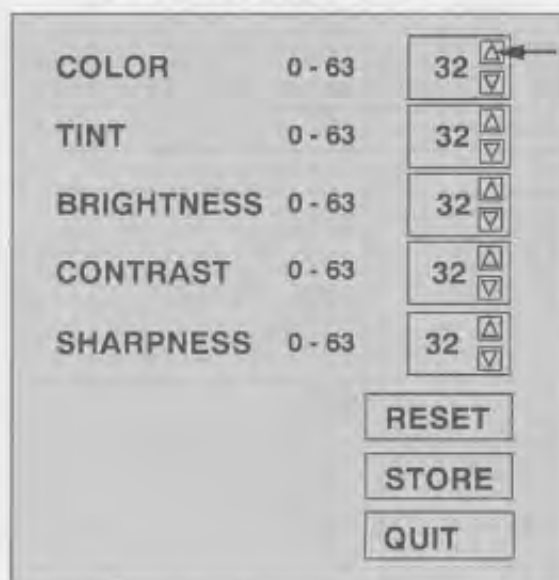 COLOR 0 - 63 32
TINT 0 - 63 32
BRIGHTNESS 0 - 63 32
CONTRAST 0 - 63 32
SHARPNESS 0 - 63 32
RESET
STORE
QUIT